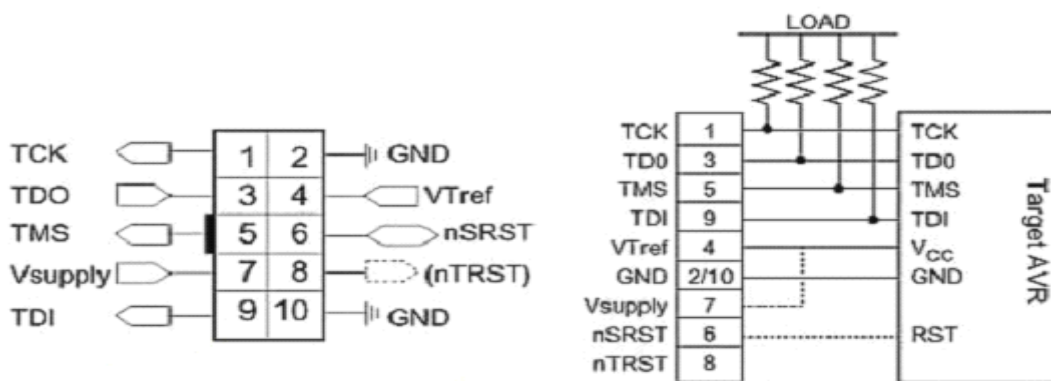 TCK 1 2 GND
TDO 3 4 VTref
TMS 5 6 nSRST
Vsupply 7 8 (nTRST)
TDI 9 10 GND
LOAD
TCK 1 TCK
TD0 3 TD0
TMS 5 TMS
TDI 9 TDI
VTref 4 VCC
GND 2/10 GND
Vsupply 7
nSRST 6 RST
nTRST 8
Target AVR